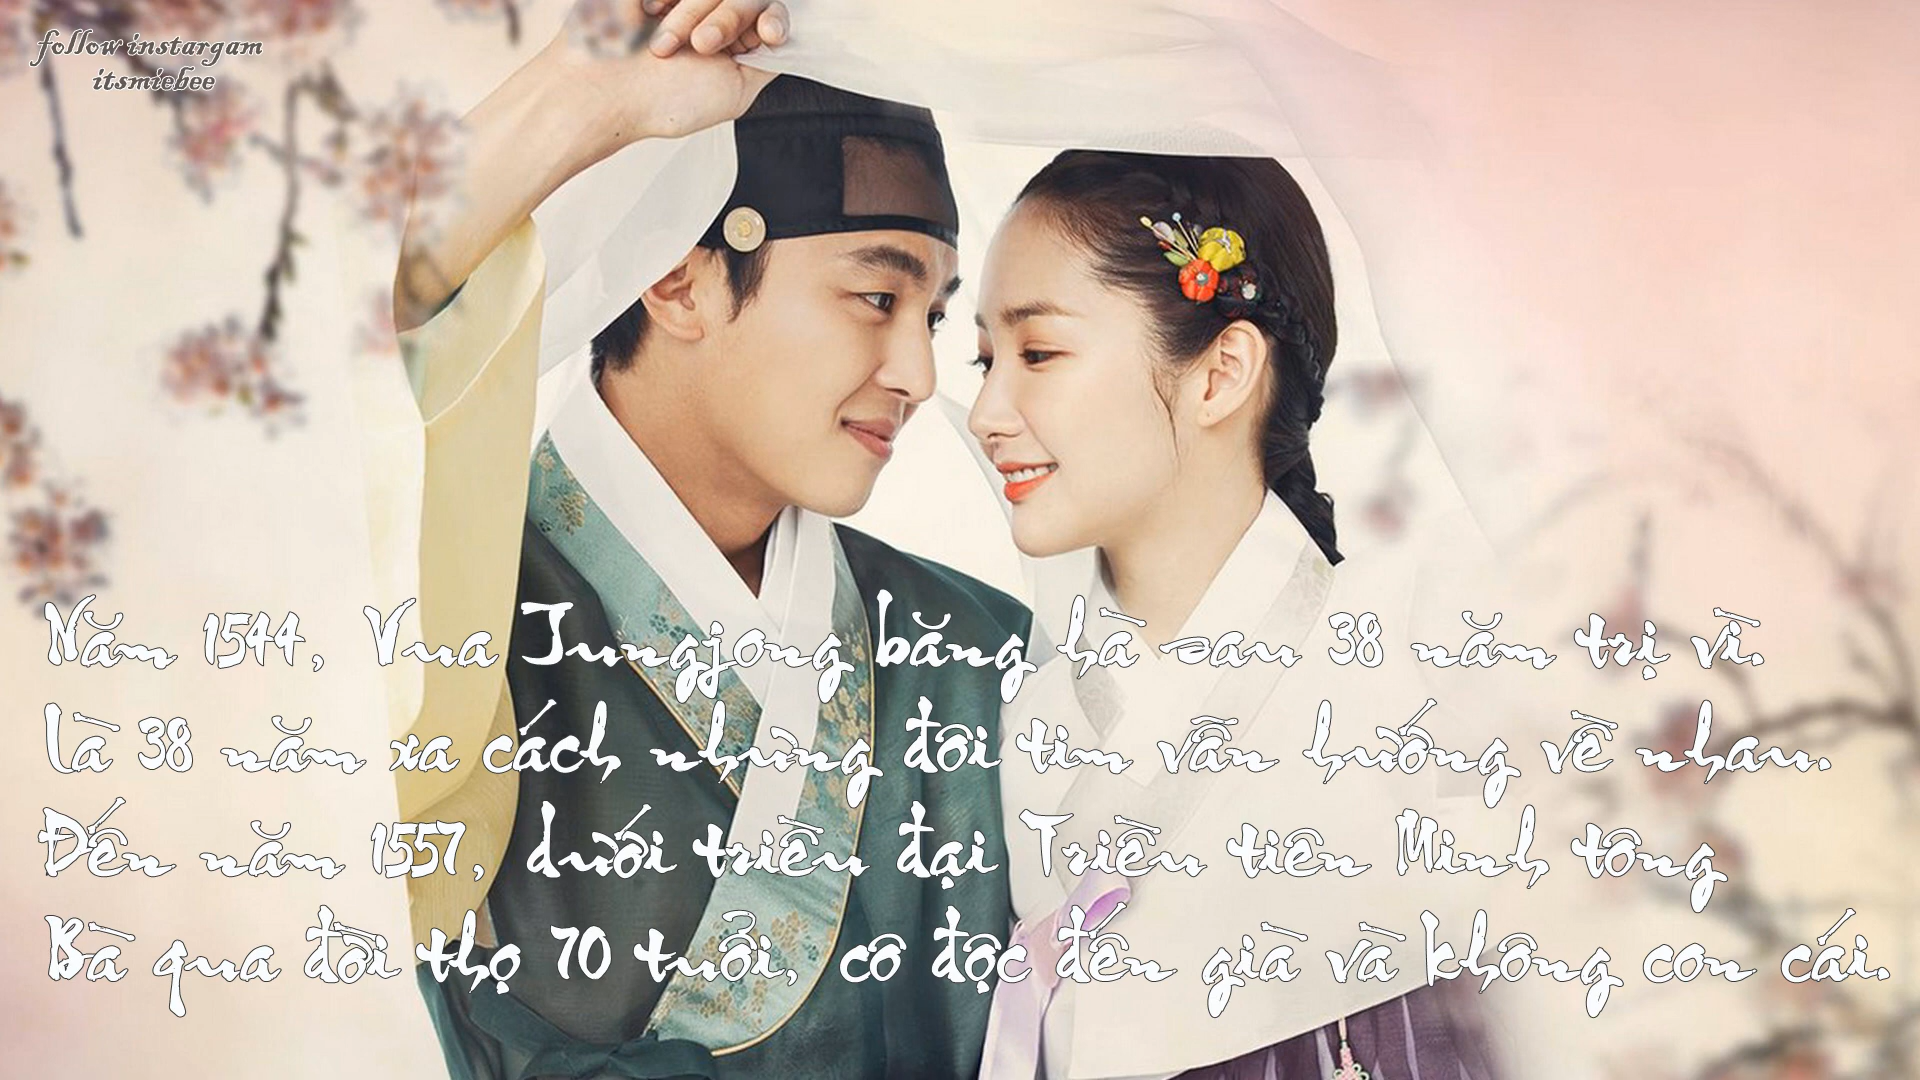 follow instargam
itsmiebee
Năm 1544, Vua Jungjong băng hà sau 38 năm trị vì.
Là 38 năm xa cách nhưng đôi tim vẫn hướng về nhau.
Đến năm 1557, dưới triều đại Triều tiên Minh tông
Bà qua đời thọ 70 tuổi, cô độc đến già và không con cái.